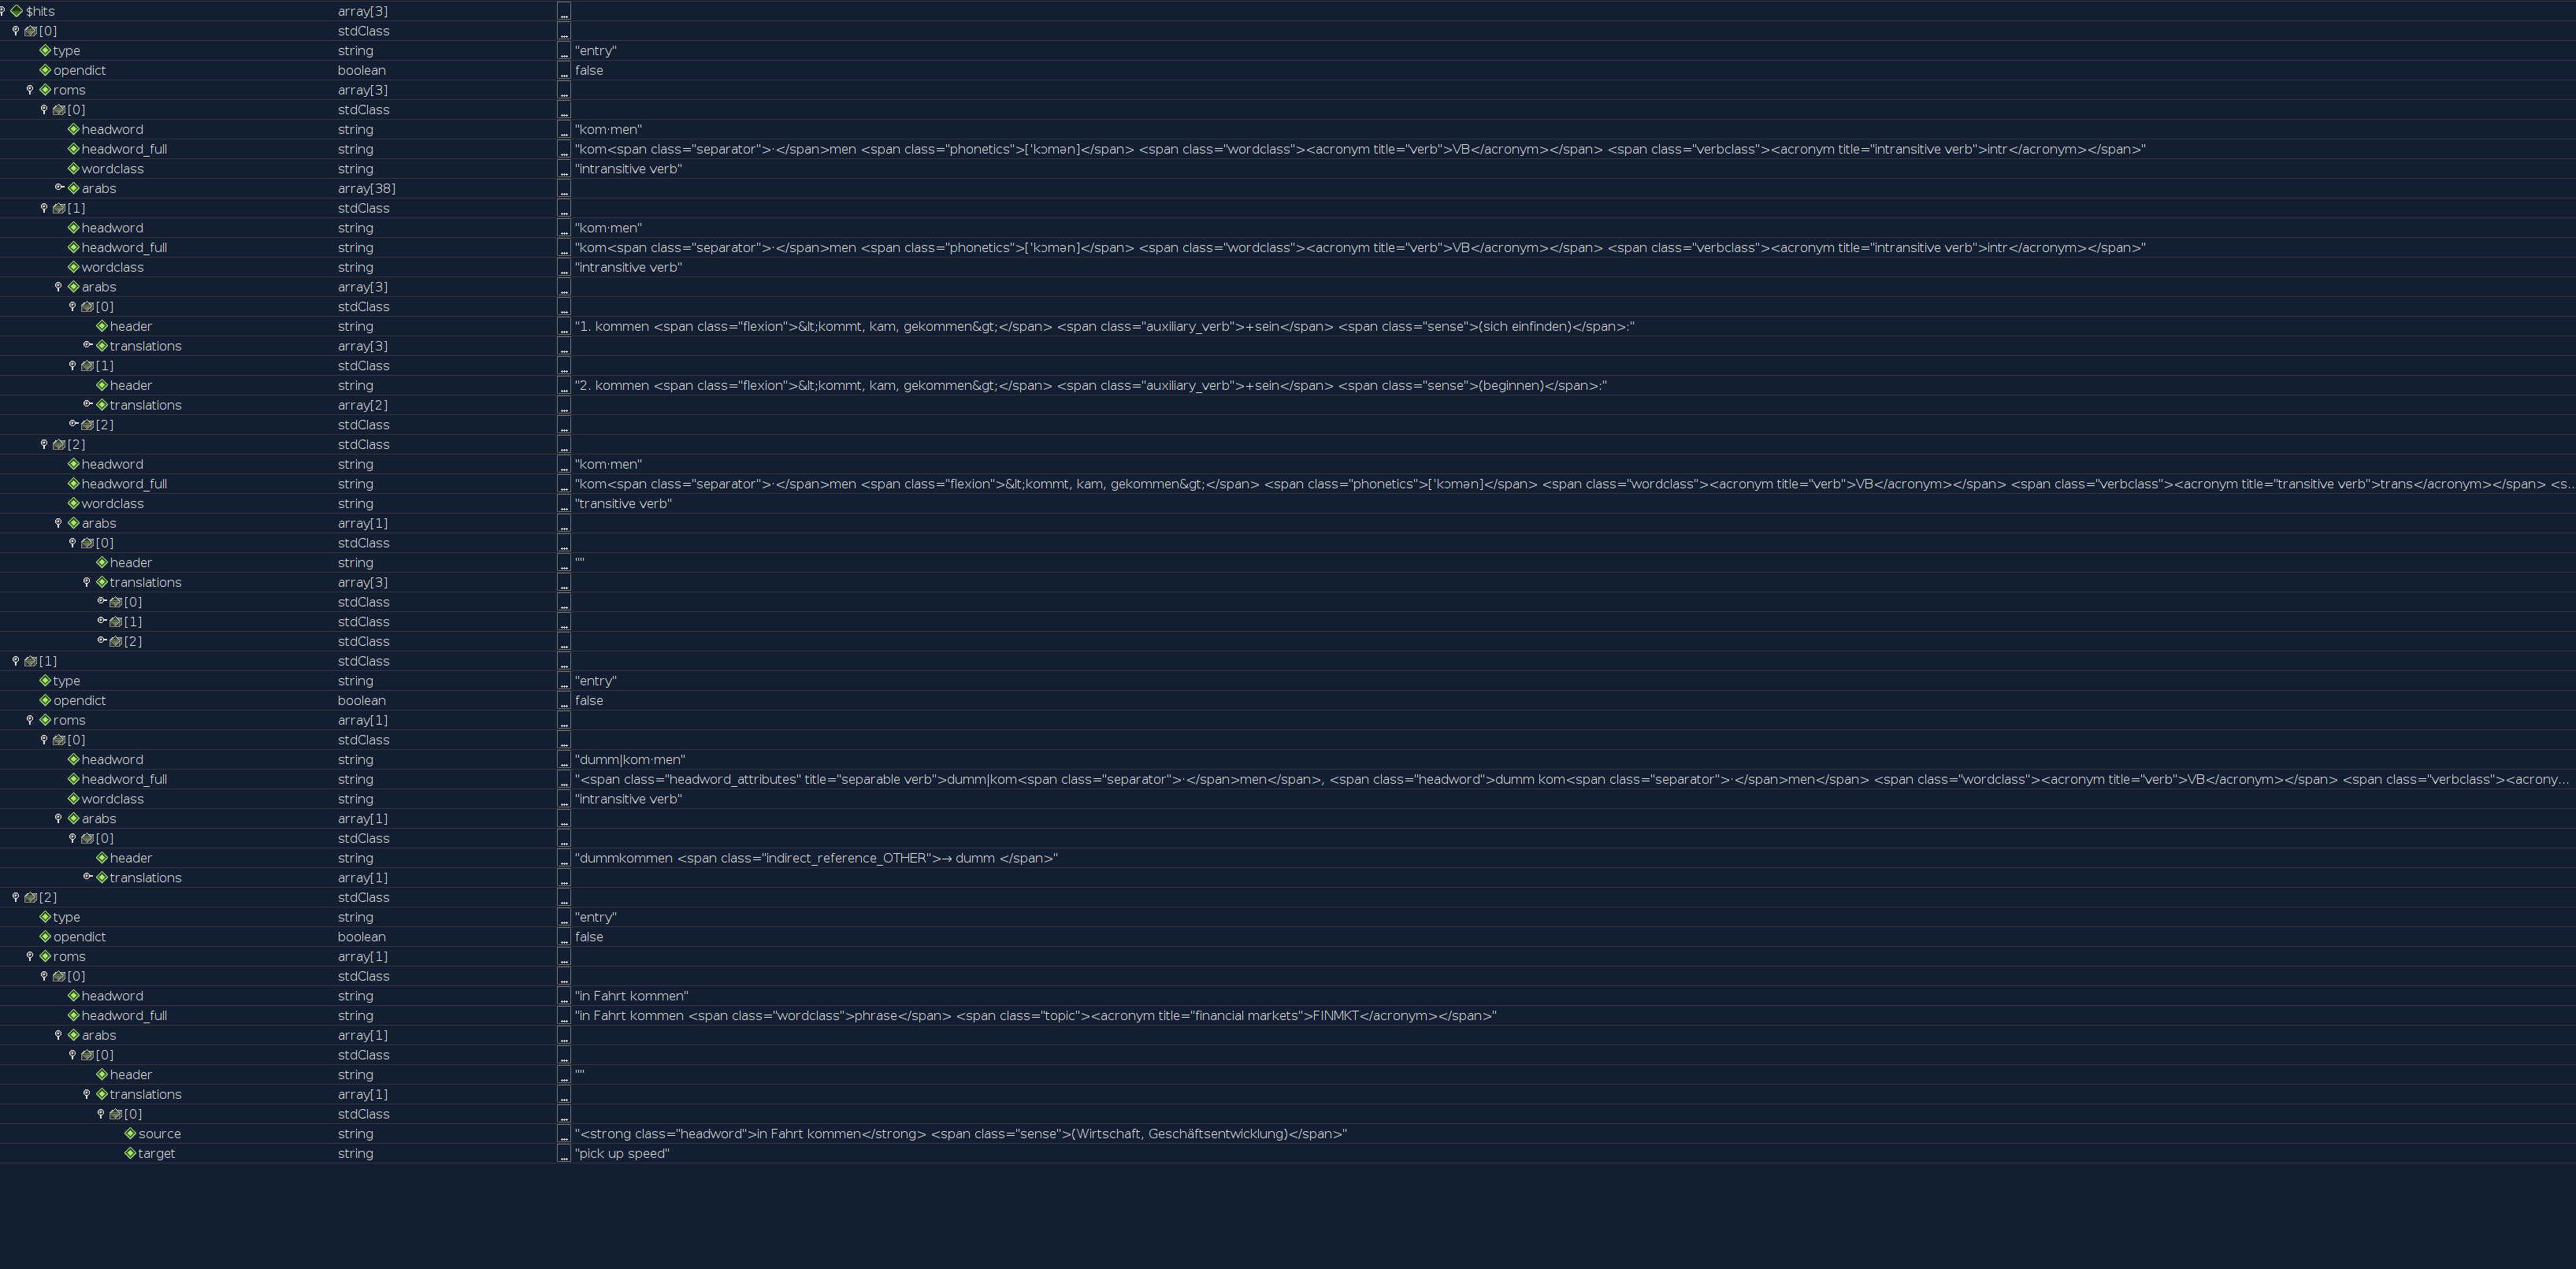 $hits array[3] ...
[0] stdClass ...
type string ... "entry"
opendict boolean ... false
roms array[3] ...
[0] stdClass ...
headword string ... "kom·men"
headword_full string ... "kom<span class="separator">·</span>men <span class="phonetics">[ˈkɔmən]</span> <span class="wordclass"><acronym title="verb">VB</acronym></span> <span class="verbclass"><acronym title="intransitive verb">intr</acronym></span>"
wordclass string ... "intransitive verb"
arabs array[38] ...
[1] stdClass ...
headword string ... "kom·men"
headword_full string ... "kom<span class="separator">·</span>men <span class="phonetics">[ˈkɔmən]</span> <span class="wordclass"><acronym title="verb">VB</acronym></span> <span class="verbclass"><acronym title="intransitive verb">intr</acronym></span>"
wordclass string ... "intransitive verb"
arabs array[3] ...
[0] stdClass ...
header string ... "1. kommen <span class="flexion">&lt;kommt, kam, gekommen&gt;</span> <span class="auxiliary_verb">+sein</span> <span class="sense">(sich einfinden)</span>:"
translations array[3] ...
[1] stdClass ...
header string ... "2. kommen <span class="flexion">&lt;kommt, kam, gekommen&gt;</span> <span class="auxiliary_verb">+sein</span> <span class="sense">(beginnen)</span>:"
translations array[2] ...
[2] stdClass ...
[2] stdClass ...
headword string ... "kom·men"
headword_full string ... "kom<span class="separator">·</span>men <span class="flexion">&lt;kommt, kam, gekommen&gt;</span> <span class="phonetics">[ˈkɔmən]</span> <span class="wordclass"><acronym title="verb">VB</acronym></span> <span class="verbclass"><acronym title="transitive verb">trans</acronym></span> <s...
wordclass string ... "transitive verb"
arabs array[1] ...
[0] stdClass ...
header string ... ""
translations array[3] ...
[0] stdClass ...
[1] stdClass ...
[2] stdClass ...
[1] stdClass ...
type string ... "entry"
opendict boolean ... false
roms array[1] ...
[0] stdClass ...
headword string ... "dumm|kom·men"
headword_full string ... "<span class="headword_attributes" title="separable verb">dumm|kom<span class="separator">·</span>men</span>, <span class="headword">dumm kom<span class="separator">·</span>men</span> <span class="wordclass"><acronym title="verb">VB</acronym></span> <span class="verbclass"><acrony...
wordclass string ... "intransitive verb"
arabs array[1] ...
[0] stdClass ...
header string ... "dummkommen <span class="indirect_reference_OTHER">→ dumm </span>"
translations array[1] ...
[2] stdClass ...
type string ... "entry"
opendict boolean ... false
roms array[1] ...
[0] stdClass ...
headword string ... "in Fahrt kommen"
headword_full string ... "in Fahrt kommen <span class="wordclass">phrase</span> <span class="topic"><acronym title="financial markets">FINMKT</acronym></span>"
arabs array[1] ...
[0] stdClass ...
header string ... ""
translations array[1] ...
[0] stdClass ...
source string ... "<strong class="headword">in Fahrt kommen</strong> <span class="sense">(Wirtschaft, Geschäftsentwicklung)</span>"
target string ... "pick up speed"